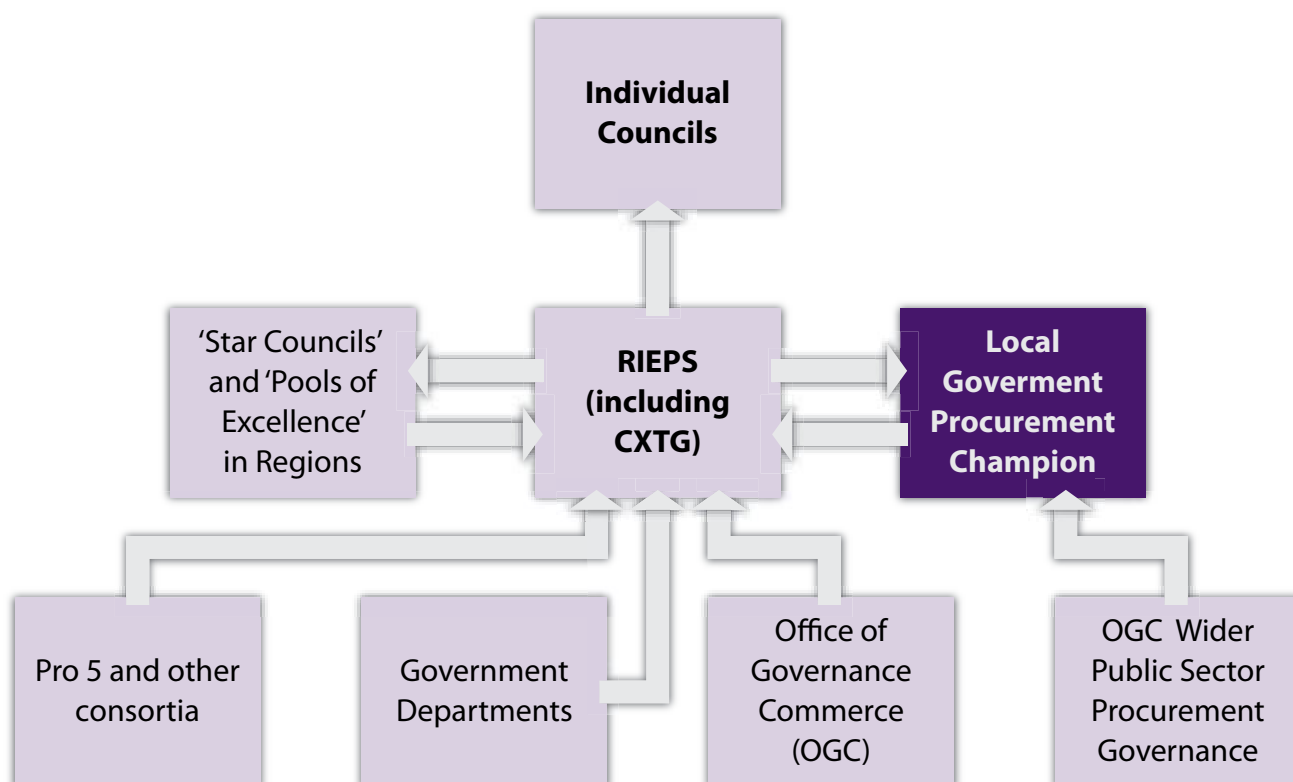 Individual
Councils
‘Star Councils’
and ‘Pools of
Excellence’
in Regions
RIEPS
(including
CXTG)
Local
Goverment
Procurement
Champion
Pro 5 and other
consortia
Government
Departments
Office of
Governance
Commerce
(OGC)
OGC Wider
Public Sector
Procurement
Governance